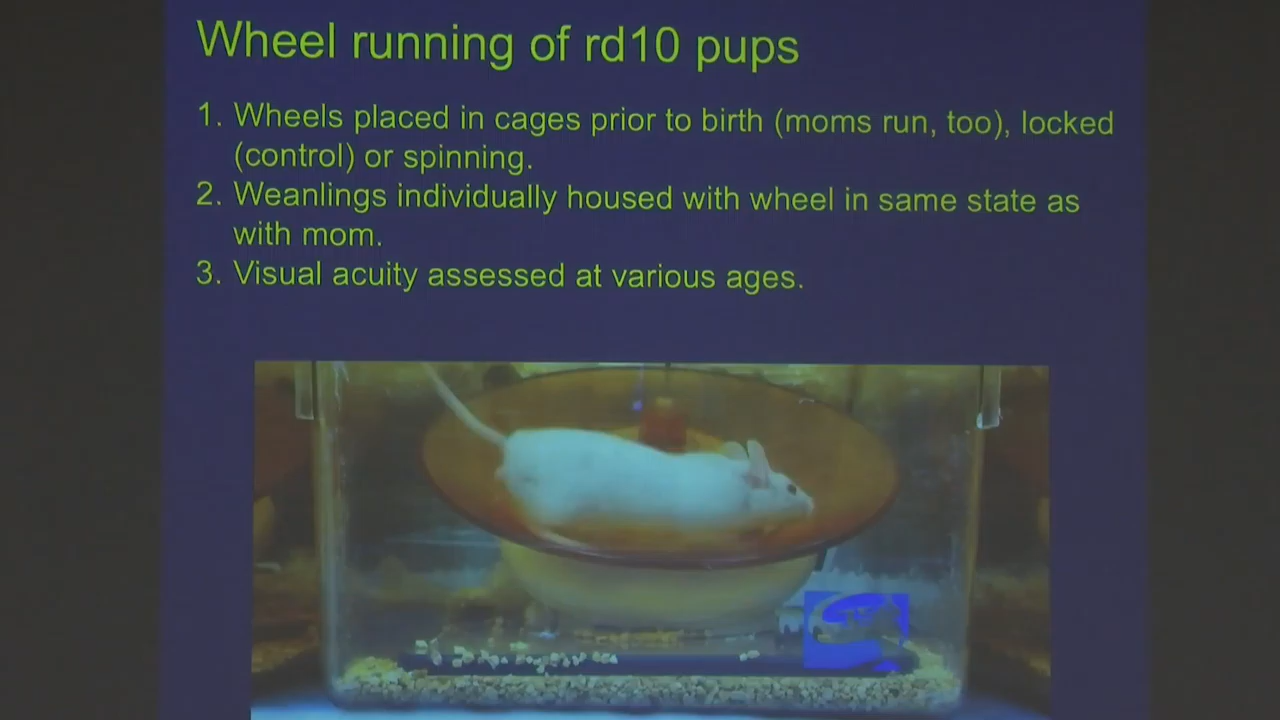 Wheel running of rd10 pups
1. Wheels placed in cages prior to birth (moms run, too), locked
(control) or spinning.
2. Weanlings individually housed with wheel in same state as
with mom.
3. Visual acuity assessed at various ages.